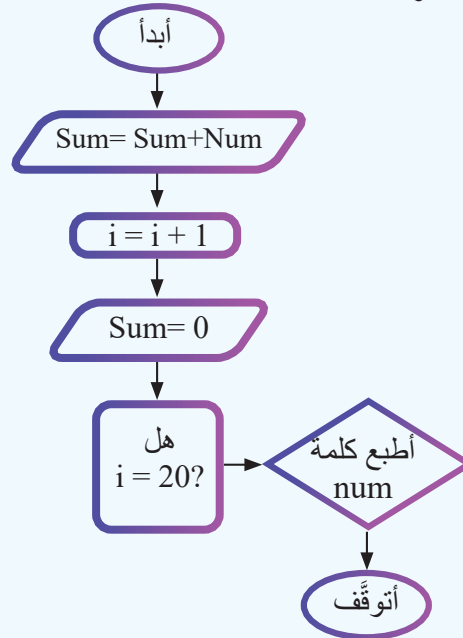 أبدأ
Sum= Sum+Num
i = i + 1
Sum= 0
هل
i = 20?
أطبع كلمة
num
أتوقَّف